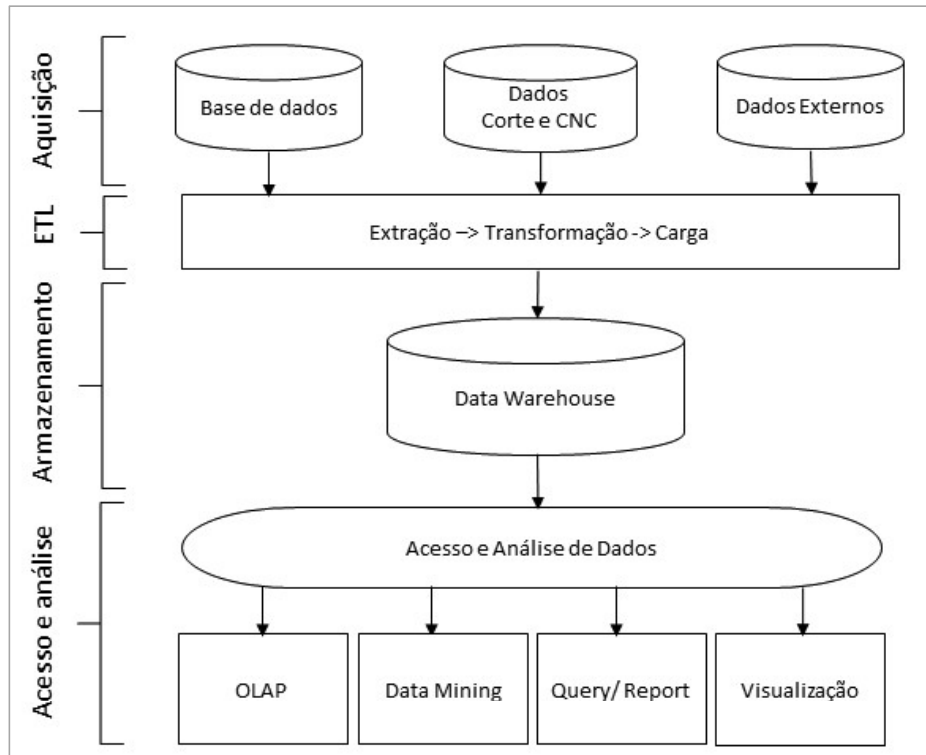 Aquisição
Base de dados
Dados
Corte e CNC
Dados Externos
ETL
Extração –> Transformação -> Carga
Armazenamento
Data Warehouse
Acesso e análise
Acesso e Análise de Dados
OLAP
Data Mining
Query/ Report
Visualização